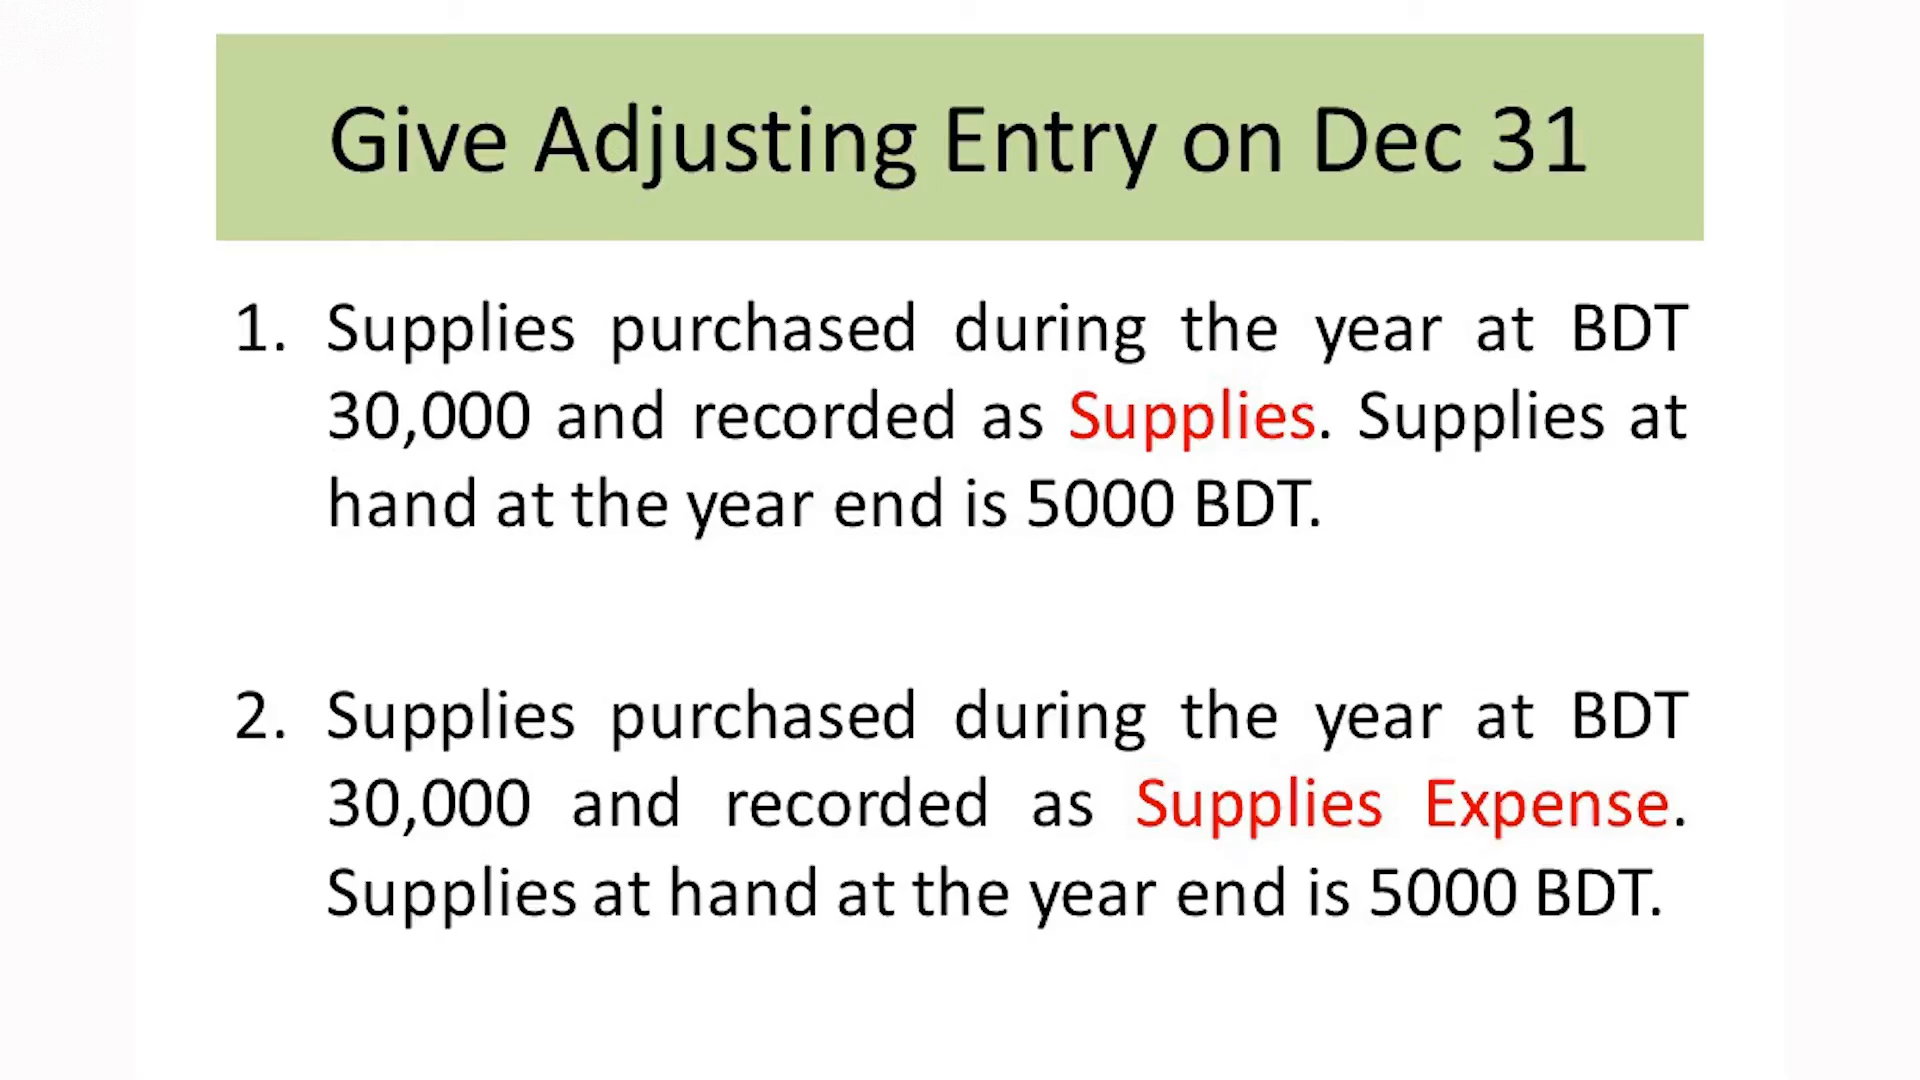 Give Adjusting Entry on Dec 31
1. Supplies purchased during the year at BDT
30,000 and recorded as Supplies. Supplies at
hand at the year end is 5000 BDT.
2. Supplies purchased during the year at BDT
30,000 and recorded as Supplies Expense.
Supplies at hand at the year end is 5000 BDT.